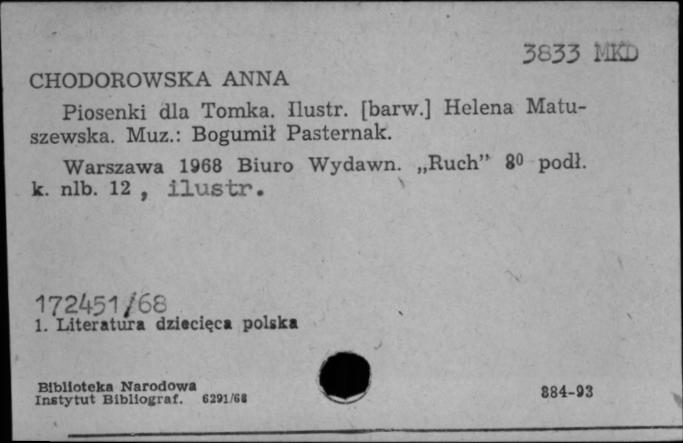 3833 MKD
CHODOROWSKA ANNA
Piosenki dla Tomka. Ilustr. [barw.] Helena Matu-
szewska. Muz.: Bogumił Pasternak.
Warszawa 1968 Biuro Wydawn. „Ruch” 8⁰ podł.
k. nlb. 12 , ilustr.
172451/68
1. Literatura dziecięca polska
Biblioteka Narodowa
Instytut Bibliograf. 6291/68
884-93